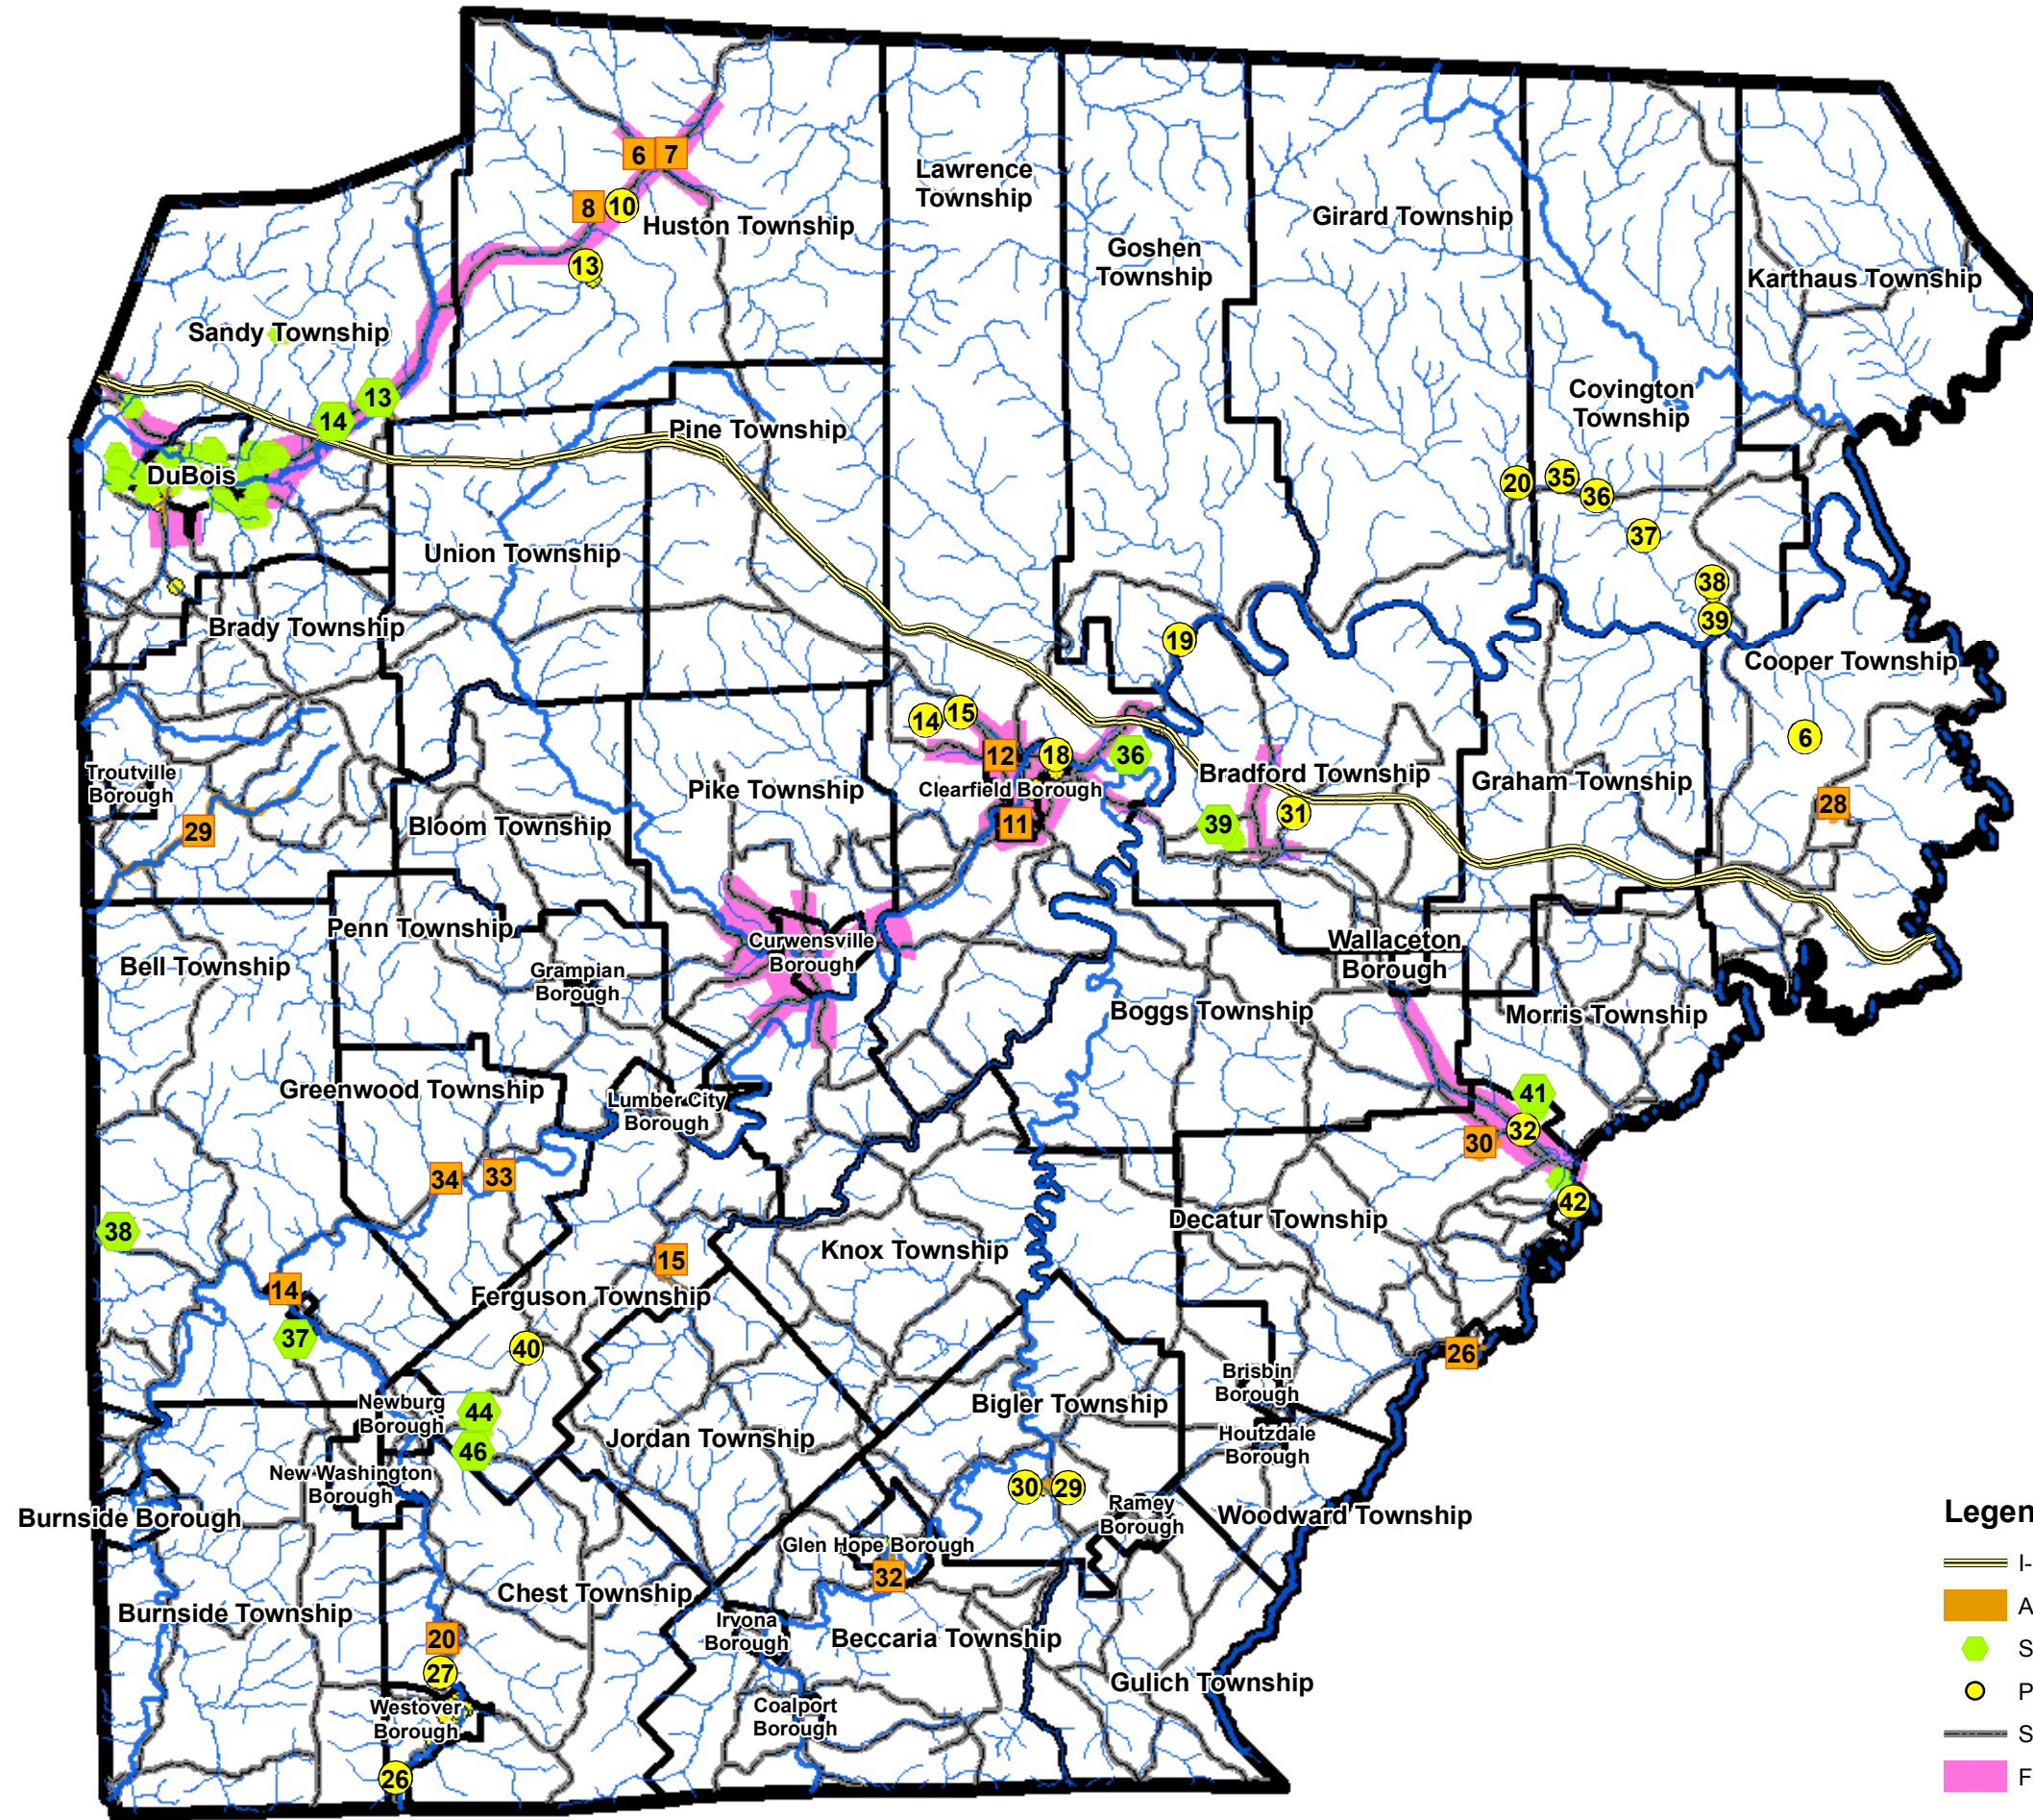 6
7
Lawrence
Township
8
10
Huston Township
Girard Township
Goshen
Township
13
Karthaus Township
Sandy Township
13
14
Covington
Township
Pine Township
DuBois
20
35
36
37
Union Township
38
39
Brady Township
19
Cooper Township
14
15
6
12
18
36
Troutville
Borough
Pike Township
Clearfield Borough
Bradford Township
Graham Township
28
29
Bloom Township
11
39
31
Penn Township
Curwensville
Borough
Wallaceton
Borough
Bell Township
Grampian
Borough
Boggs Township
Morris Township
Greenwood Township
Lumber City
Borough
41
32
30
34
33
42
38
Decatur Township
Knox Township
15
14
Ferguson Township
37
40
26
Brisbin
Borough
Newburg
Borough
44
Bigler Township
46
Jordan Township
Houtzdale
Borough
New Washington
Borough
30
29
Ramey
Borough
Burnside Borough
Woodward Township
Legen
Glen Hope Borough
32
I-
Chest Township
A
Burnside Township
Irvona
Borough
20
Beccaria Township
S
27
Gulich Township
P
Westover
Borough
Coalport
Borough
S
26
F